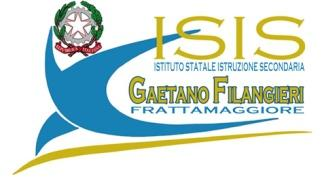 ISIS
ISTITUTO STATALE ISTRUZIONE SECONDARIA
GAETANO FILANGIERI
FRATTAMAGGIORE